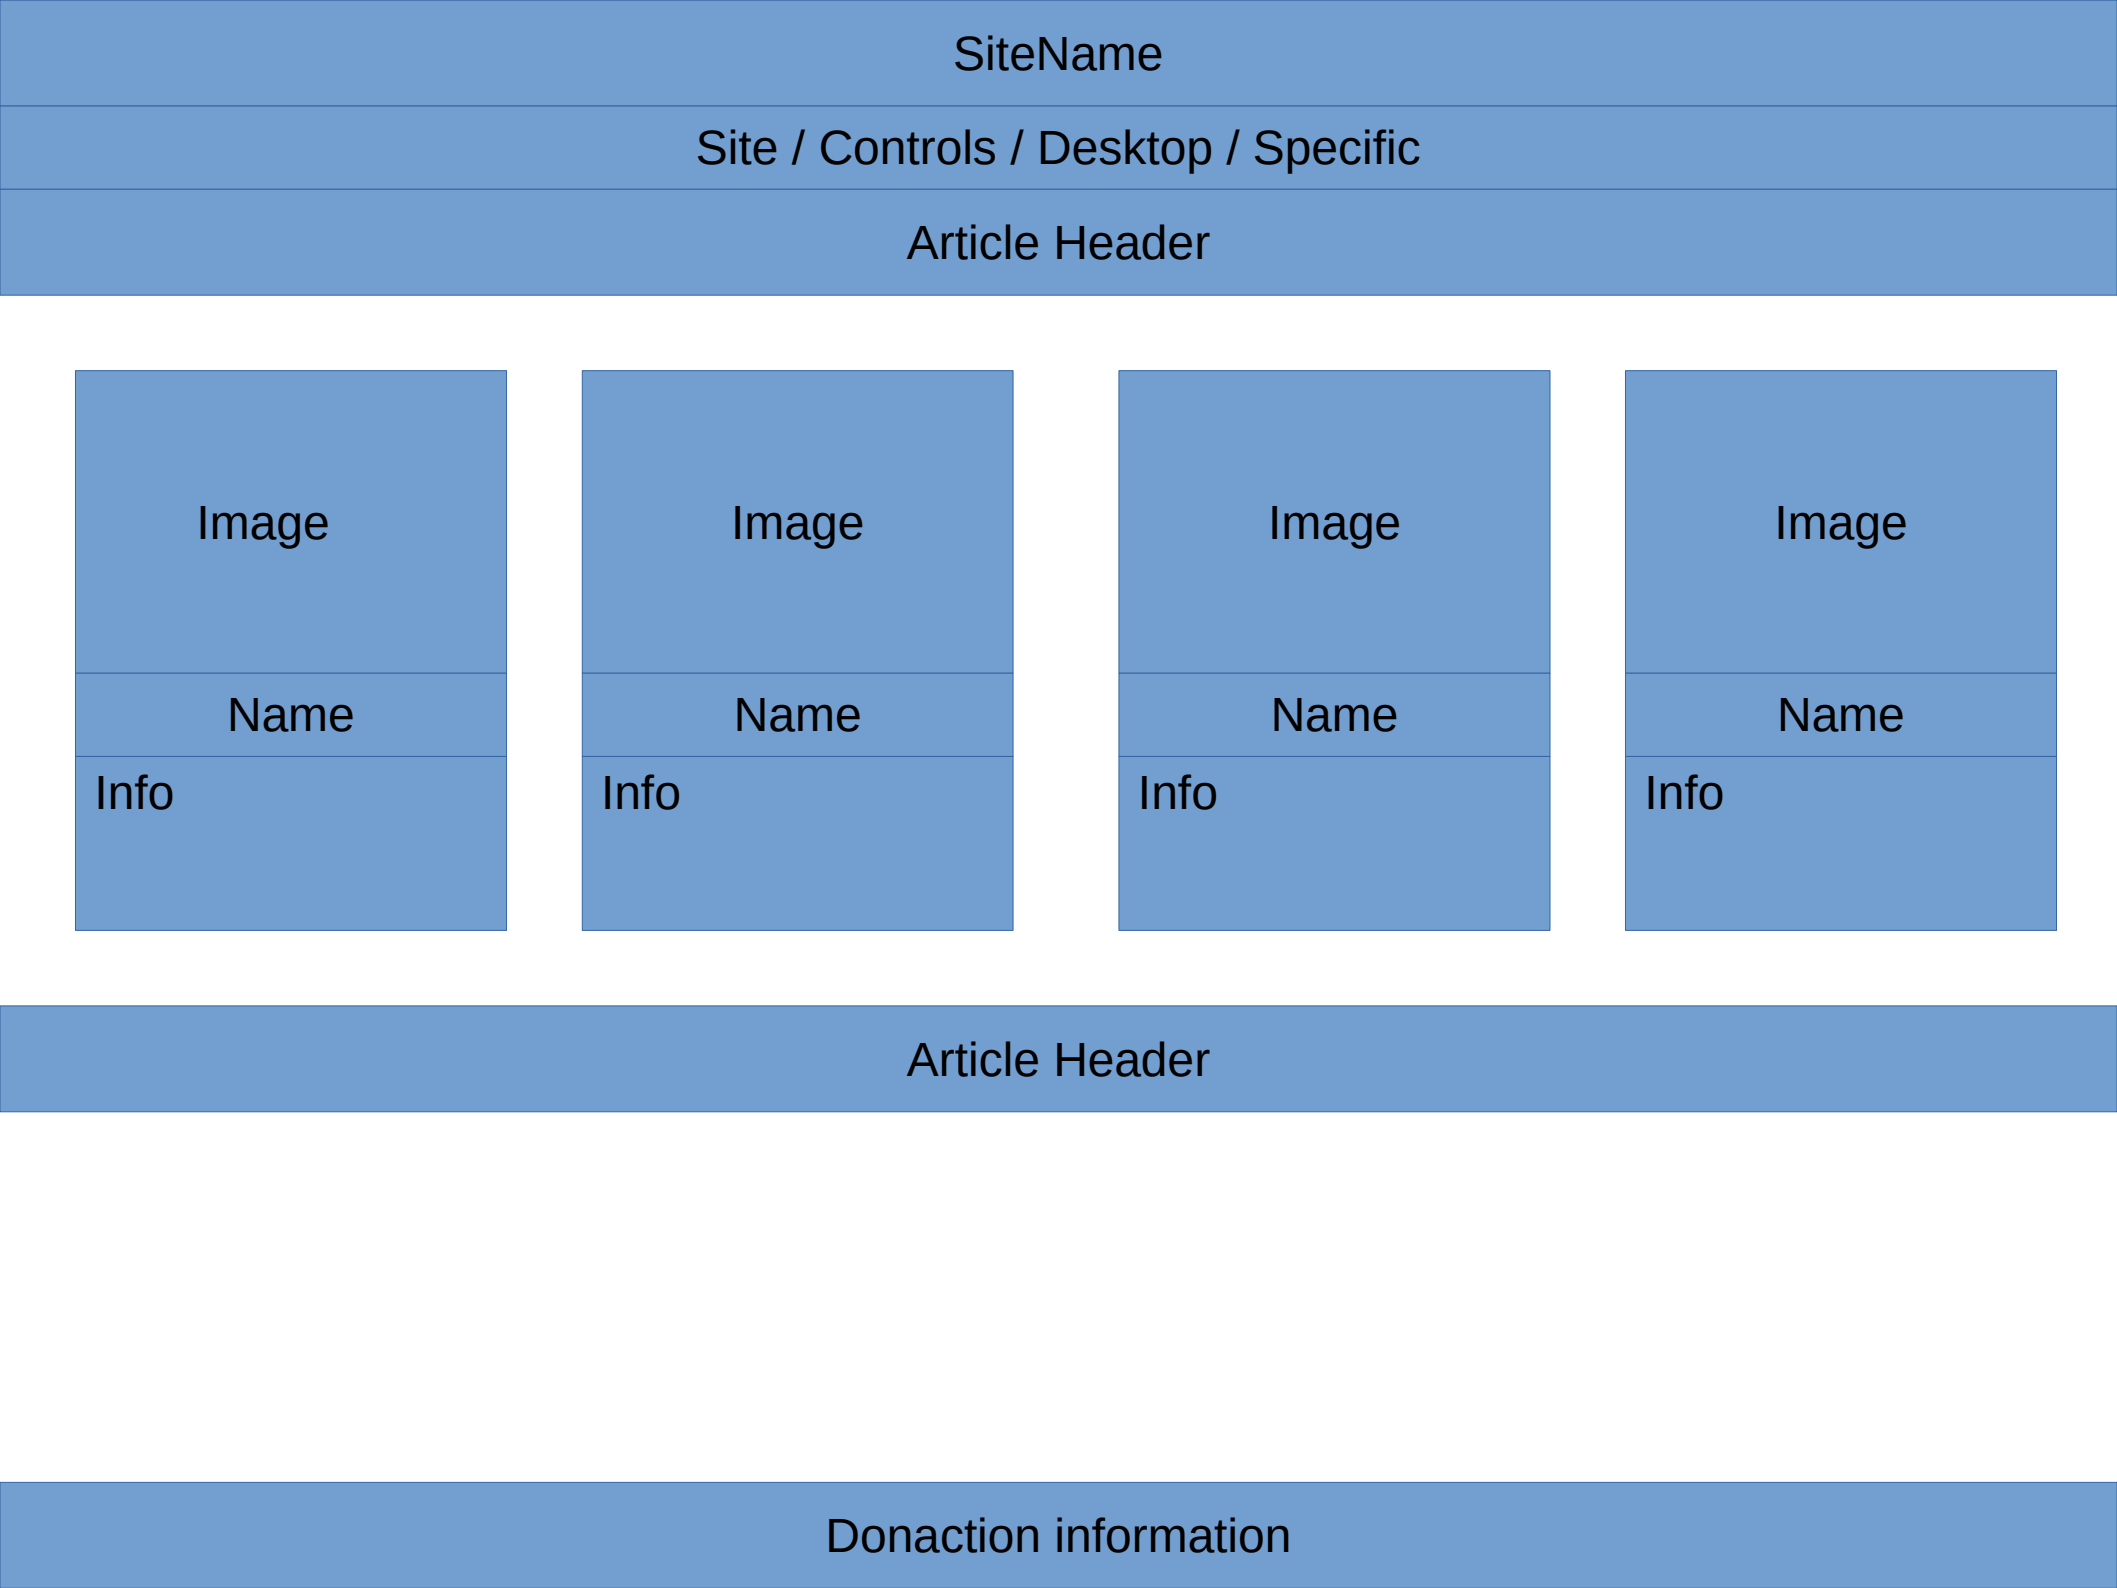 SiteName
Site / Controls / Desktop / Specific
Article Header
Image
Image
Image
Image
Name
Name
Name
Name
Info
Info
Info
Info
Article Header
Donaction information